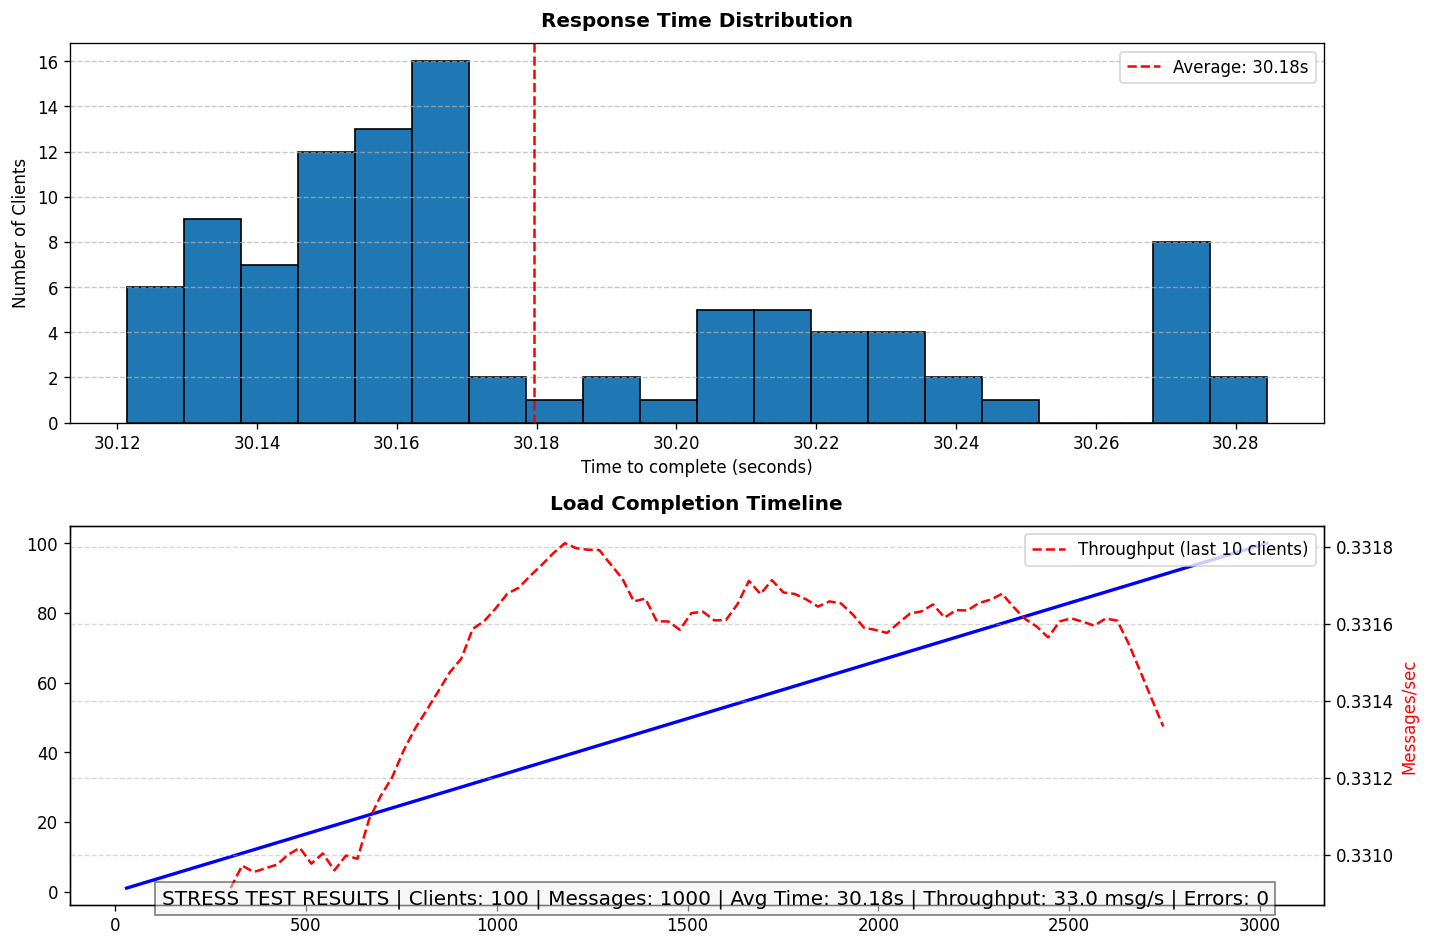 Response Time Distribution
16
14
12
10
8
6
4
2
0
Number of Clients
Average: 30.18s
30.12 30.14 30.16 30.18 30.20 30.22 30.24 30.26 30.28
Time to complete (seconds)
Load Completion Timeline
100
80
60
40
20
0
Throughput (last 10 clients)
0.3318
0.3316
0.3314
0.3312
0.3310
Messages/sec
STRESS TEST RESULTS | Clients: 100 | Messages: 1000 | Avg Time: 30.18s | Throughput: 33.0 msg/s | Errors: 0
0 500 1000 1500 2000 2500 3000